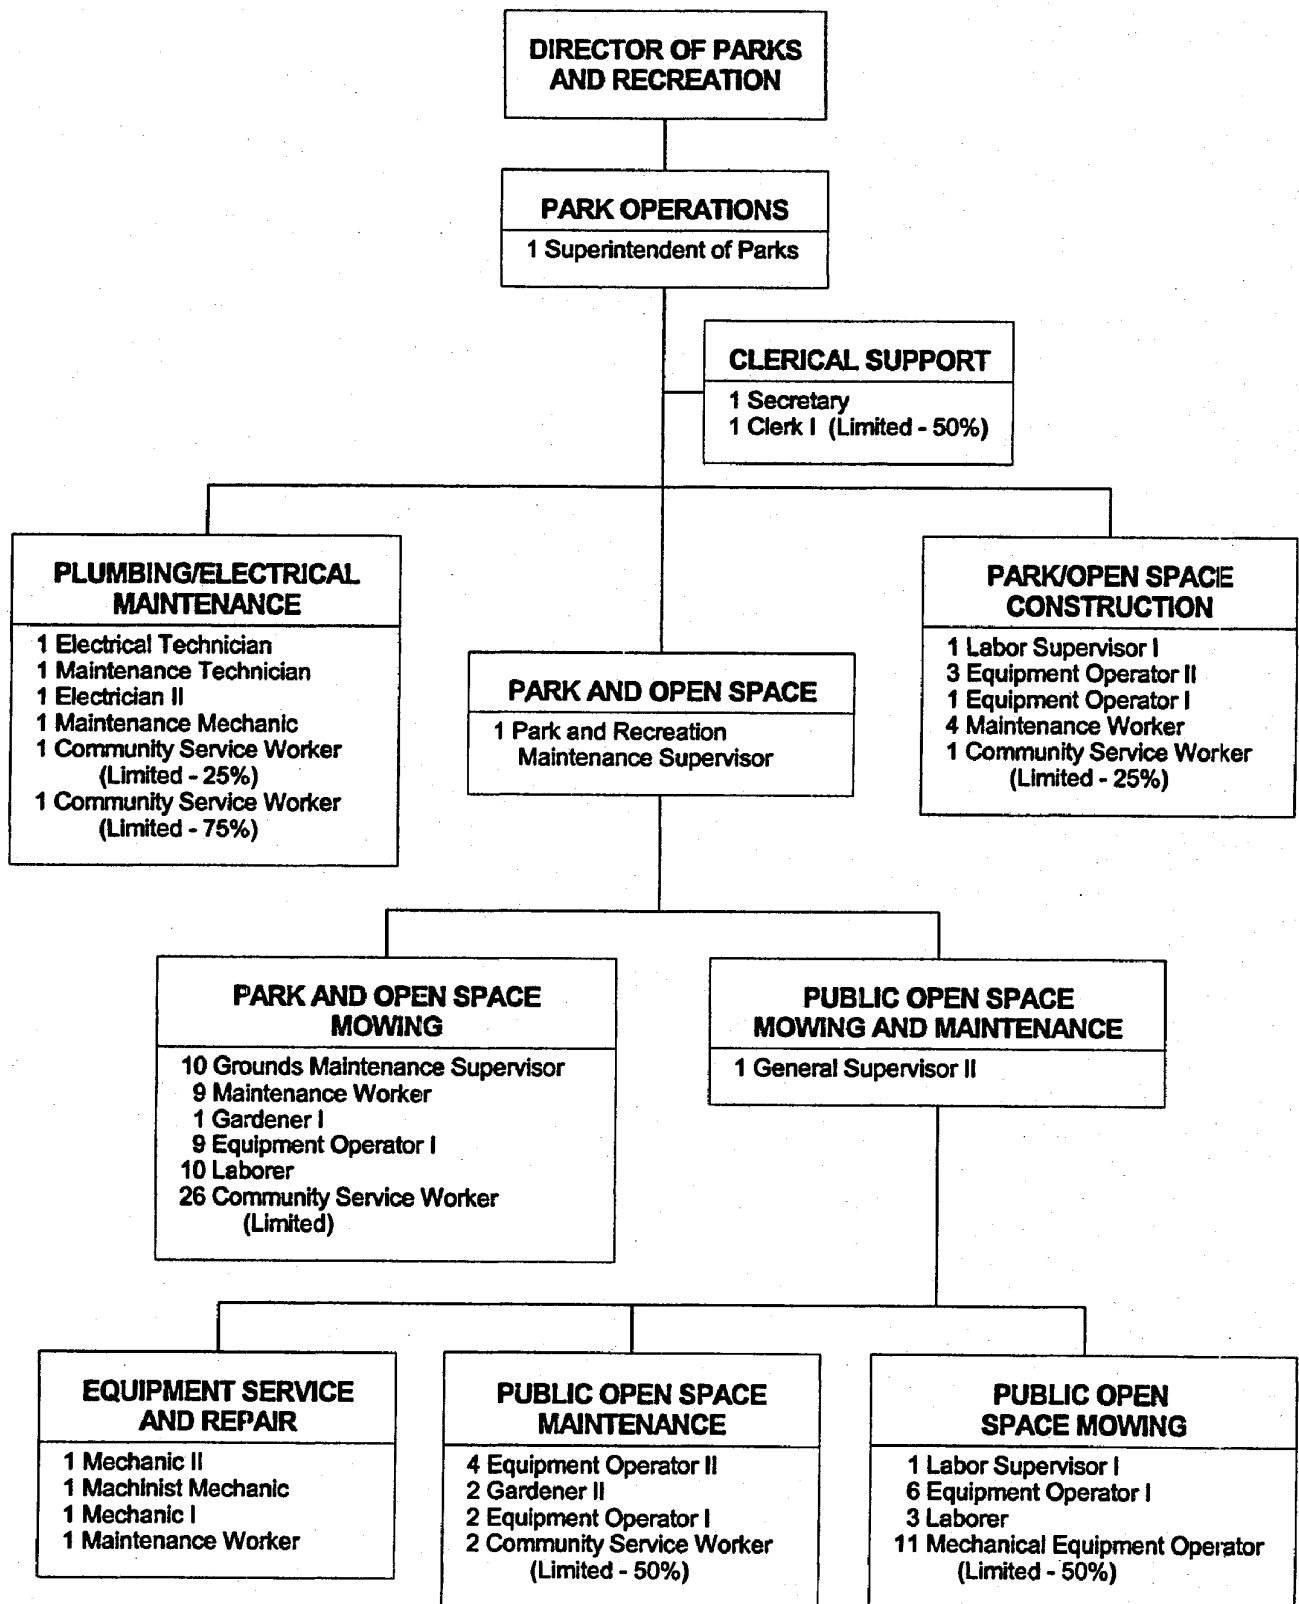 DIRECTOR OF PARKS
AND RECREATION
PARK OPERATIONS
1 Superintendent of Parks
CLERICAL SUPPORT
1 Secretary
1 Clerk I (Limited - 50%)
PLUMBING/ELECTRICAL
MAINTENANCE
1 Electrical Technician
1 Maintenance Technician
1 Electrician II
1 Maintenance Mechanic
1 Community Service Worker
(Limited - 25%)
1 Community Service Worker
(Limited - 75%)
PARK AND OPEN SPACE
1 Park and Recreation
Maintenance Supervisor
PARK/OPEN SPACE
CONSTRUCTION
1 Labor Supervisor I
3 Equipment Operator II
1 Equipment Operator I
4 Maintenance Worker
1 Community Service Worker
(Limited - 25%)
PARK AND OPEN SPACE
MOWING
10 Grounds Maintenance Supervisor
9 Maintenance Worker
1 Gardener I
9 Equipment Operator I
10 Laborer
26 Community Service Worker
(Limited)
PUBLIC OPEN SPACE
MOWING AND MAINTENANCE
1 General Supervisor II
EQUIPMENT SERVICE
AND REPAIR
1 Mechanic II
1 Machinist Mechanic
1 Mechanic I
1 Maintenance Worker
PUBLIC OPEN SPACE
MAINTENANCE
4 Equipment Operator II
2 Gardener II
2 Equipment Operator I
2 Community Service Worker
(Limited - 50%)
PUBLIC OPEN
SPACE MOWING
1 Labor Supervisor I
6 Equipment Operator I
3 Laborer
11 Mechanical Equipment Operator
(Limited - 50%)